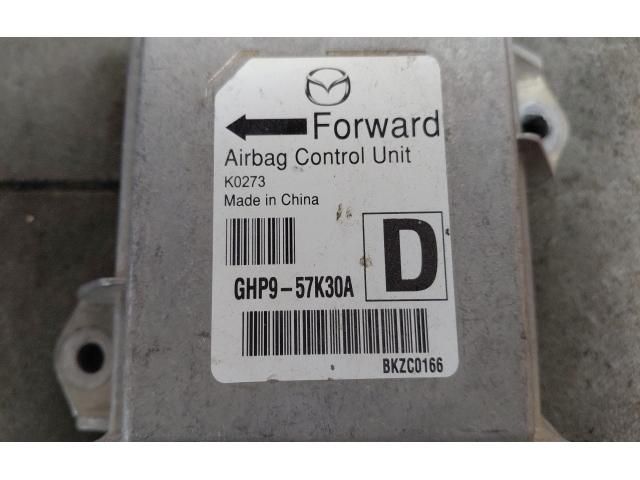 Forward
Airbag Control Unit
K0273
Made in China
D
GHP9-57K30A
BKZC0166